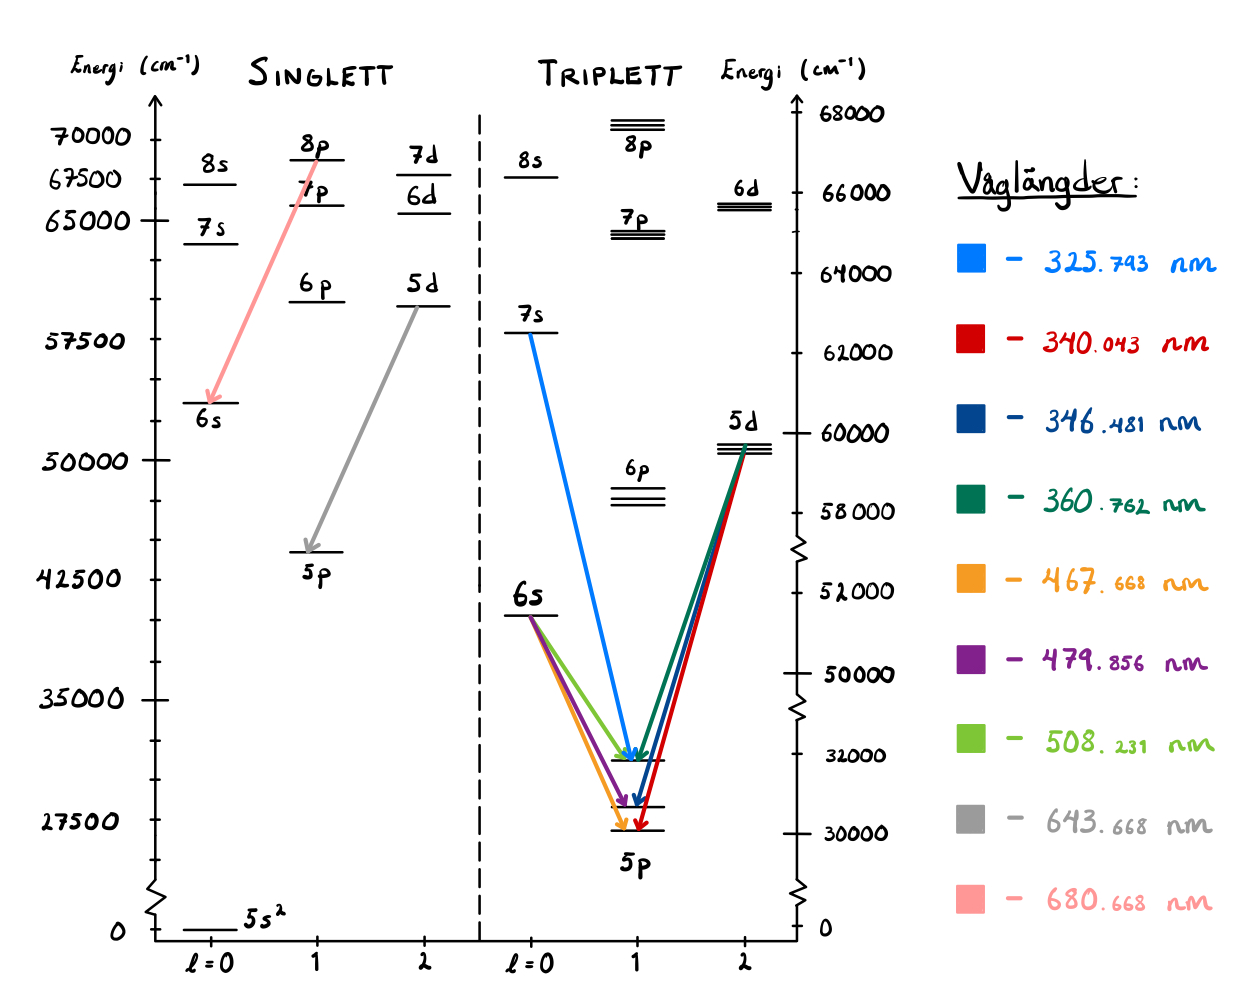 Energi (cm⁻¹) SINGLETT TRIPLETT Energi (cm⁻¹)
70000
67500
65000
57500
50000
41500
35000
27500
0
8s
7s
6s
5s²
8p
7p
6p
5p
7d
6d
5d
l=0 1 2
8s
7s
6s
8p
7p
6p
5p
6d
5d
l=0 1 2
68000
66000
64000
62000
60000
58000
52000
50000
32000
30000
0
Våglängder:
- 325.793 nm
- 340.043 nm
- 346.481 nm
- 360.762 nm
- 467.668 nm
- 479.856 nm
- 508.239 nm
- 643.668 nm
- 680.668 nm